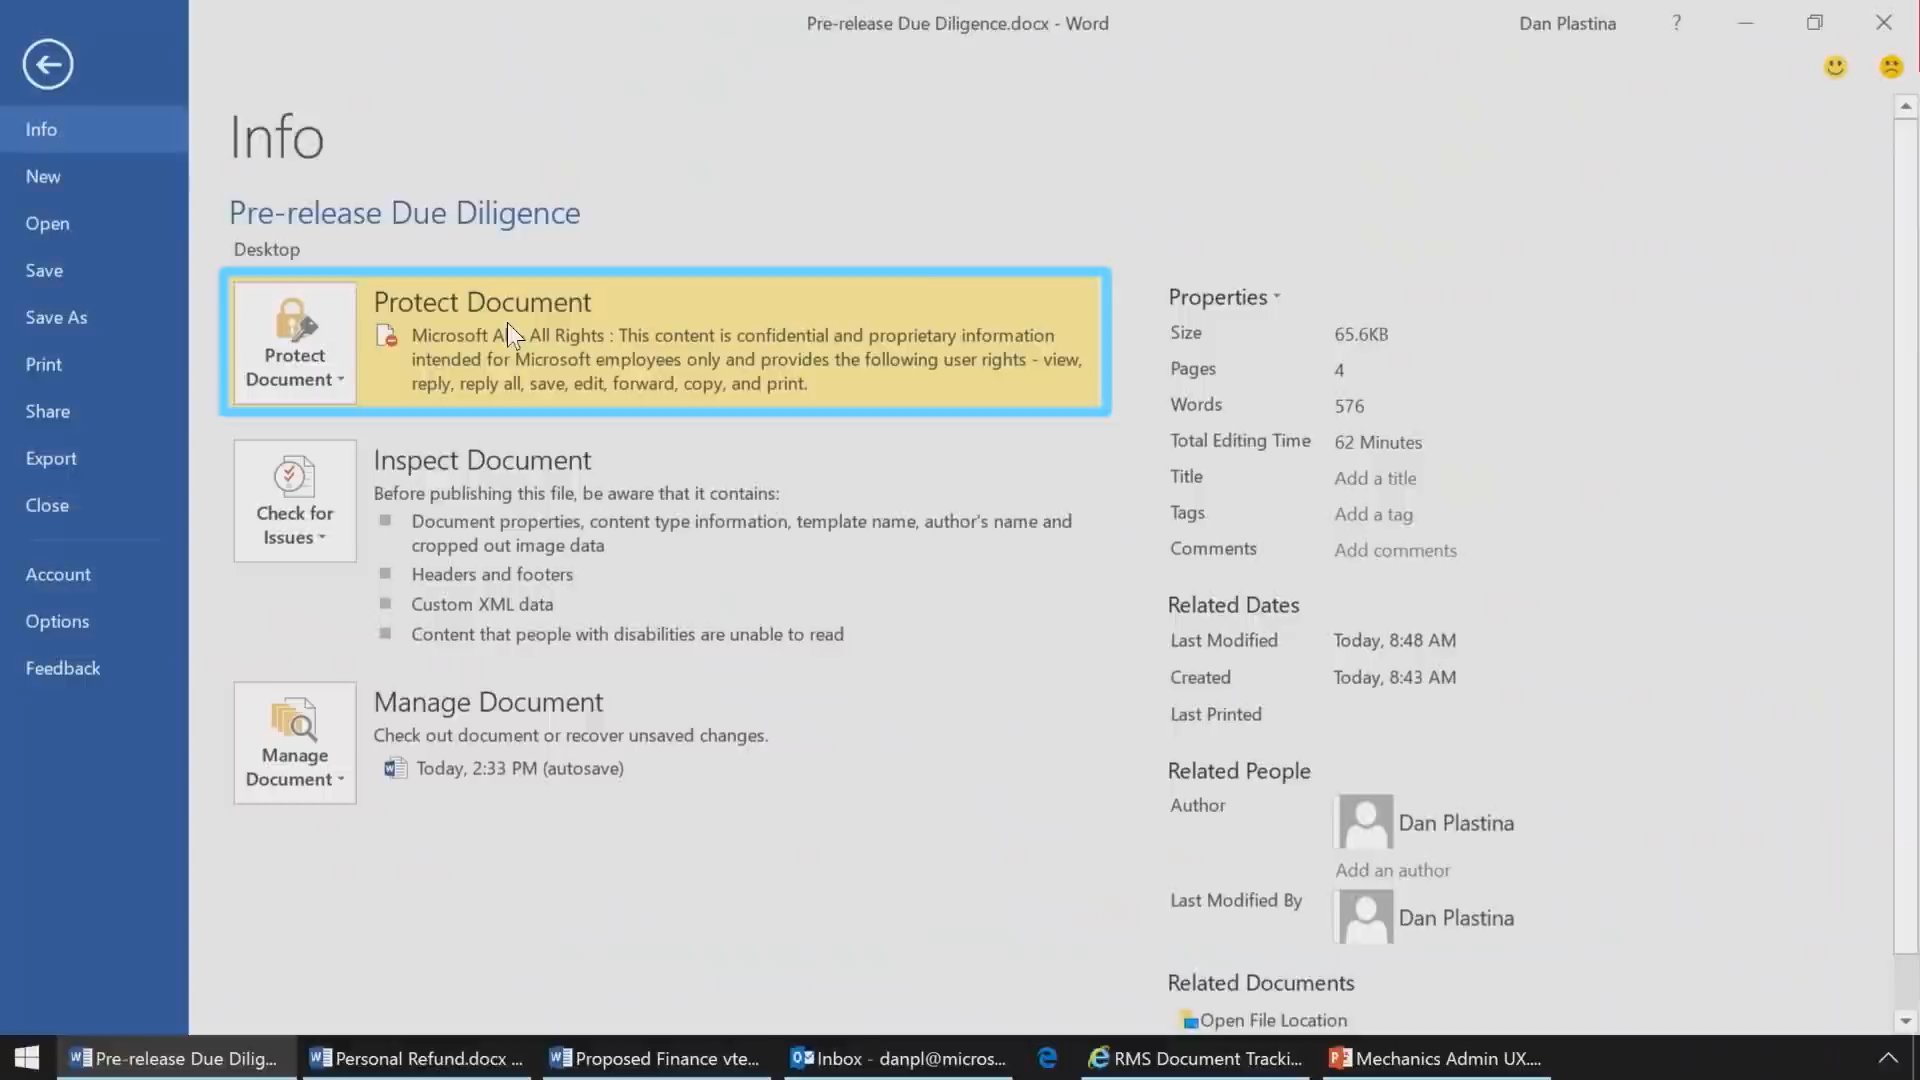 Pre-release Due Diligence.docx - Word
Dan Plastina
?
Info
New
Open
Save
Save As
Print
Share
Export
Close
Account
Options
Feedback
Info
Pre-release Due Diligence
Desktop
Protect Document
Protect Document
Microsoft All Rights : This content is confidential and proprietary information
intended for Microsoft employees only and provides the following user rights - view,
reply, reply all, save, edit, forward, copy, and print.
Check for Issues
Inspect Document
Before publishing this file, be aware that it contains:
Document properties, content type information, template name, author's name and
cropped out image data
Headers and footers
Custom XML data
Content that people with disabilities are unable to read
Manage Document
Manage Document
Check out document or recover unsaved changes.
Today, 2:33 PM (autosave)
Properties
Size 65.6KB
Pages 4
Words 576
Total Editing Time 62 Minutes
Title Add a title
Tags Add a tag
Comments Add comments
Related Dates
Last Modified Today, 8:48 AM
Created Today, 8:43 AM
Last Printed
Related People
Author Dan Plastina
Add an author
Last Modified By Dan Plastina
Related Documents
Open File Location
Pre-release Due Dilig...
Personal Refund.docx ...
Proposed Finance vte...
Inbox - danpl@micros...
RMS Document Tracki...
Mechanics Admin UX....